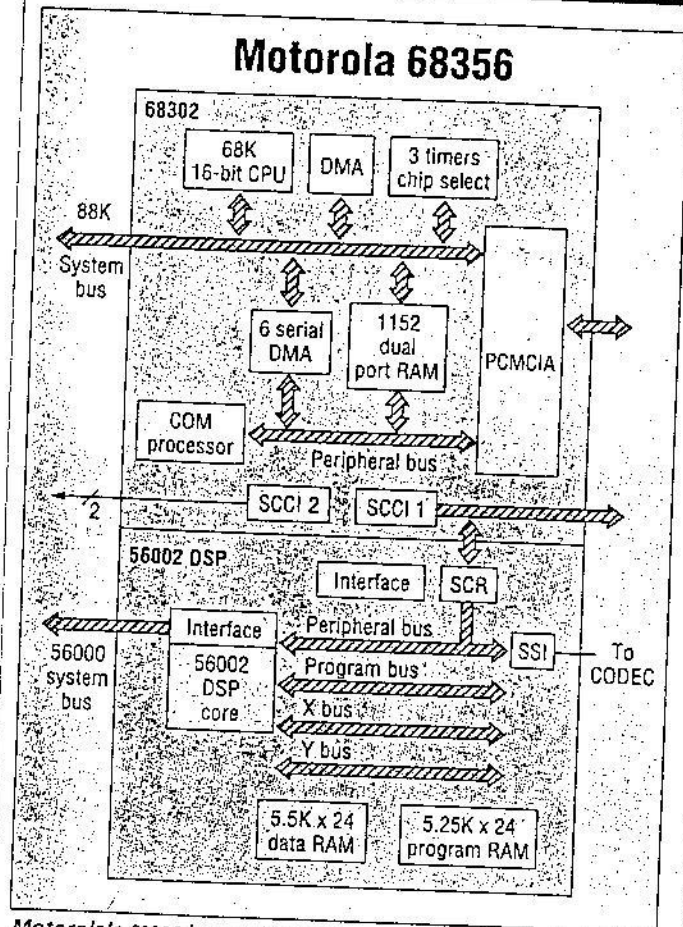 Motorola 68356
68302
68K
16-bit CPU
DMA
3 timers
chip select
88K
System
bus
6 serial
DMA
1152
dual
port RAM
PCMCIA
COM
processor
Peripheral bus
2
SCCI 2
SCCI 1
56002 DSP
Interface
SCR
Interface
Peripheral bus
SSI
To
CODEC
56000
system
bus
56002
DSP
core
Program bus
X bus
Y bus
5.5K x 24
data RAM
5.25K x 24
program RAM
Motorola's